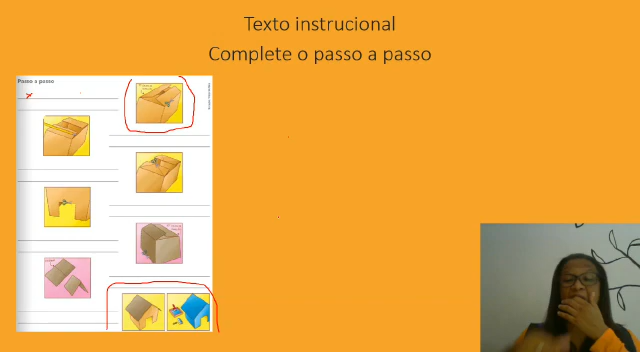 Texto instrucional
Complete o passo a passo
Passo a passo
x